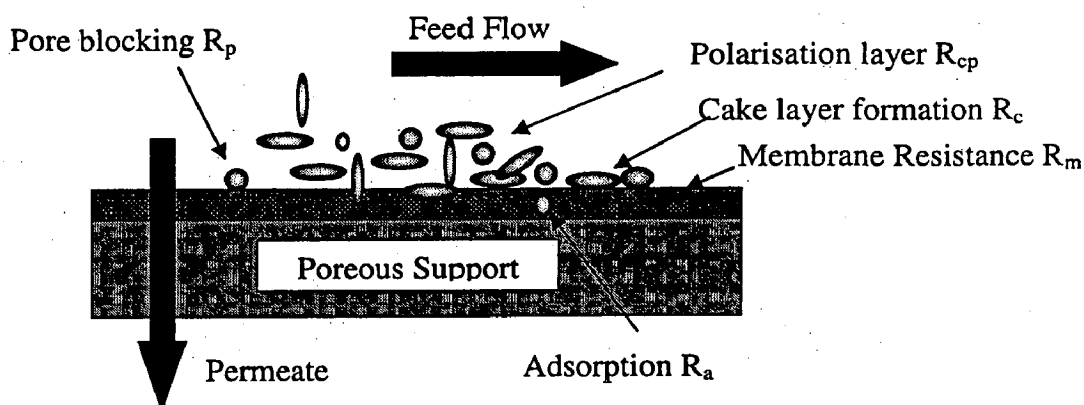 Feed Flow
Pore blocking Rp
Polarisation layer Rcp
Cake layer formation Rc
Membrane Resistance Rm
Poreous Support
Adsorption Ra
Permeate